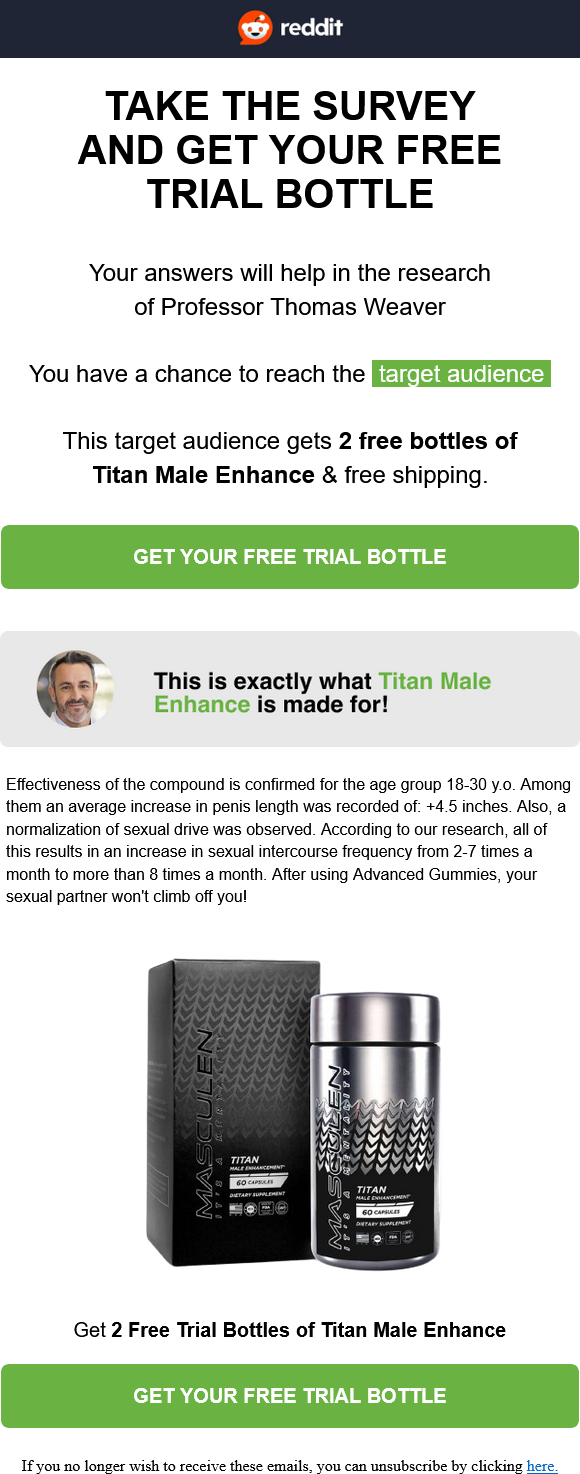 reddit
TAKE THE SURVEY
AND GET YOUR FREE
TRIAL BOTTLE
Your answers will help in the research
of Professor Thomas Weaver
You have a chance to reach the target audience
This target audience gets 2 free bottles of
Titan Male Enhance & free shipping.
GET YOUR FREE TRIAL BOTTLE
This is exactly what Titan Male
Enhance is made for!
Effectiveness of the compound is confirmed for the age group 18-30 y.o. Among
them an average increase in penis length was recorded of: +4.5 inches. Also, a
normalization of sexual drive was observed. According to our research, all of
this results in an increase in sexual intercourse frequency from 2-7 times a
month to more than 8 times a month. After using Advanced Gummies, your
sexual partner won't climb off you!
MASCULEN
IT'S A MENTALITY
TITAN
MALE ENHANCEMENT
60 CAPSULES
DIETARY SUPPLEMENT
MASCULEN
IT'S A MENTALITY
TITAN
MALE ENHANCEMENT
60 CAPSULES
DIETARY SUPPLEMENT
Get 2 Free Trial Bottles of Titan Male Enhance
GET YOUR FREE TRIAL BOTTLE
If you no longer wish to receive these emails, you can unsubscribe by clicking here.